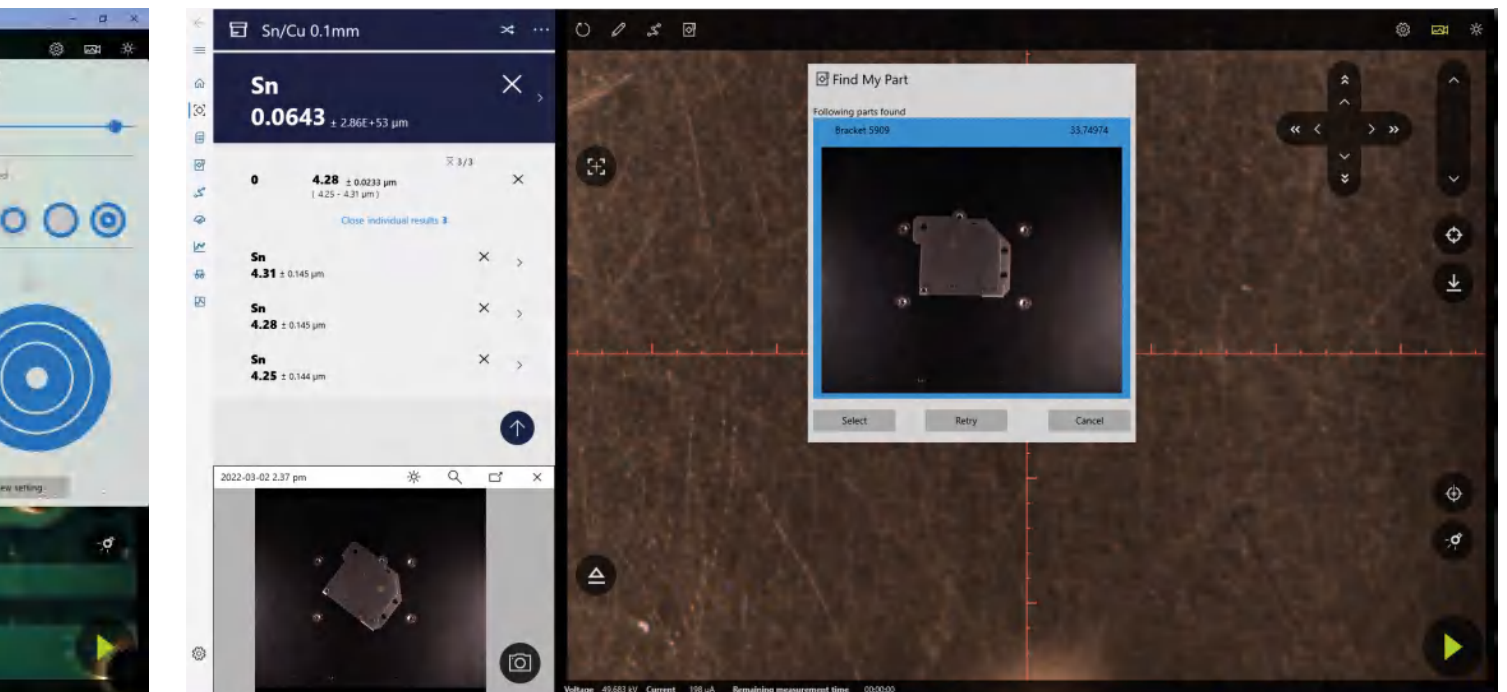 ew setting
Sn/Cu 0.1mm
Sn
0.0643 ± 2.86E+53 µm
x̄ 3/3
0 4.28 ± 0.0233 µm
( 4.25 - 4.31 µm )
Close individual results 3
Sn
4.31 ± 0.145 µm
Sn
4.28 ± 0.145 µm
Sn
4.25 ± 0.144 µm
2022-03-02 2.37 pm
Find My Part
Following parts found
Bracket 5909 33.74974
Select Retry Cancel
Voltage 49.683 kV Current 198 uA Remaining measurement time 00:00:00